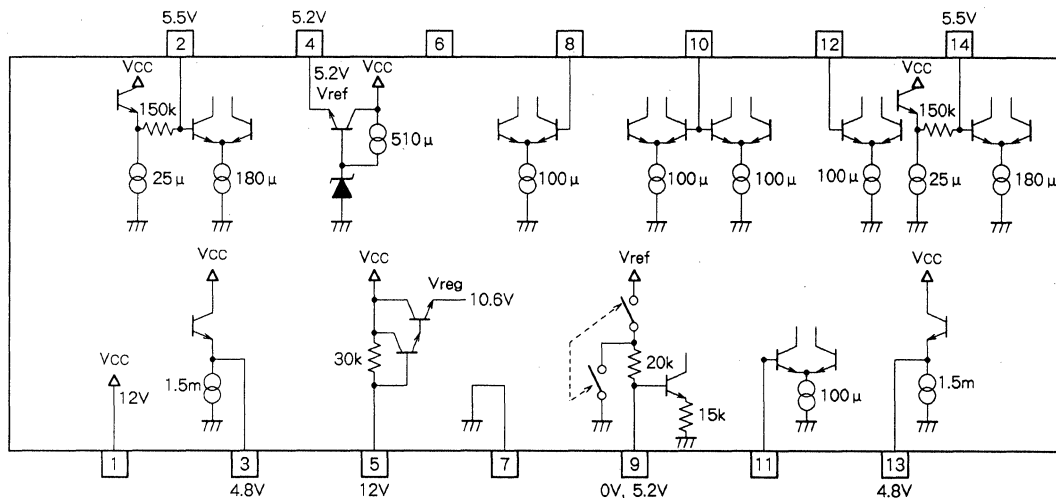 5.5V 5.2V 5.5V
2 4 6 8 10 12 14
Vcc 5.2V Vcc Vcc
Vref
150k 150k
510μ
25μ 180μ 100μ 100μ 100μ 100μ 25μ 180μ
Vcc Vcc Vref Vcc
Vreg
10.6V
30k 20k
Vcc
12V 1.5m 100μ 1.5m
15k
1 3 5 7 9 11 13
4.8V 12V 0V, 5.2V 4.8V